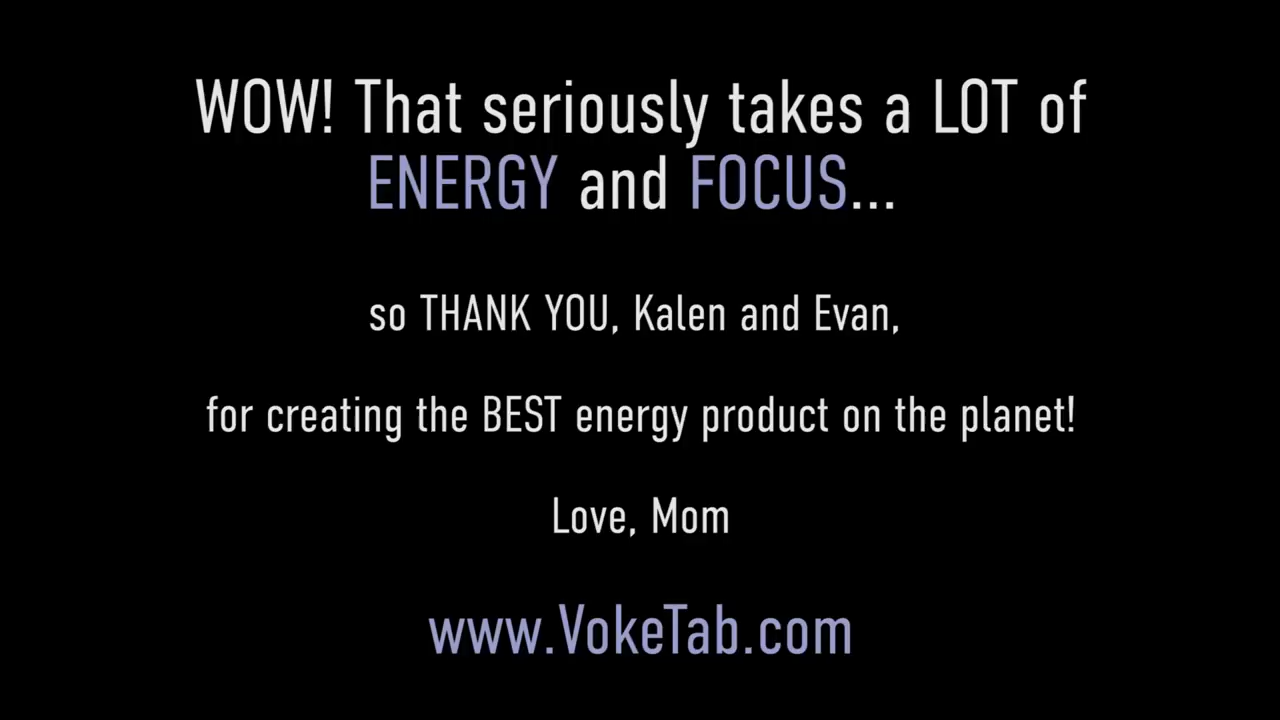 WOW! That seriously takes a LOT of
ENERGY and FOCUS...
so THANK YOU, Kalen and Evan,
for creating the BEST energy product on the planet!
Love, Mom
www.VokeTab.com